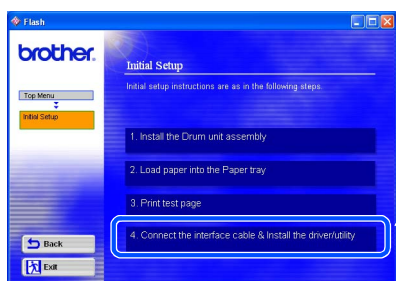 Flash
brother.
Top Menu
Initial Setup
Initial Setup
Initial setup instructions are as in the following steps.
1. Install the Drum unit assembly
2. Load paper into the Paper tray
3. Print test page
4. Connect the interface cable & Install the driver/utility
Back
Exit